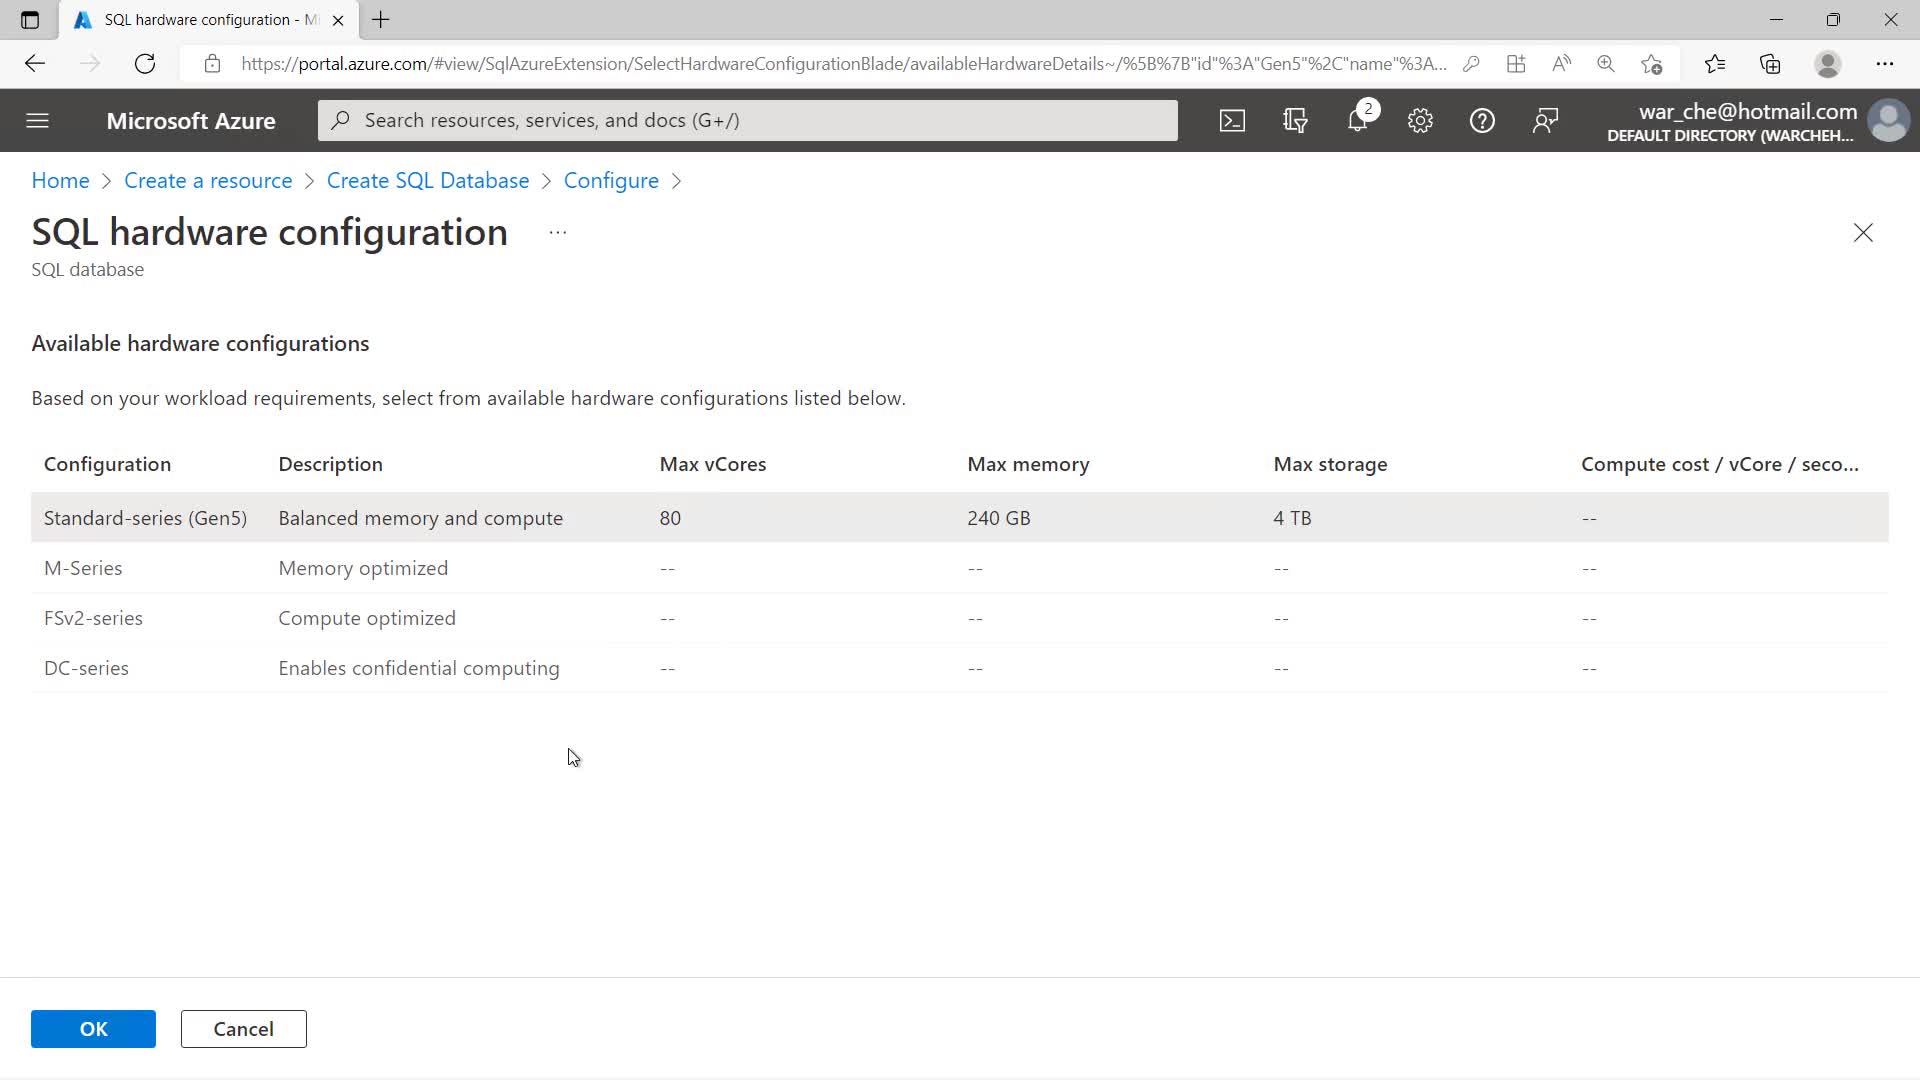 SQL hardware configuration - Mi
https://portal.azure.com/#view/SqlAzureExtension/SelectHardwareConfigurationBlade/availableHardwareDetails~/%5B%7B"id"%3A"Gen5"%2C"name"%3A...
Microsoft Azure
Search resources, services, and docs (G+/)
2
war_che@hotmail.com
DEFAULT DIRECTORY (WARCHEH...
Home > Create a resource > Create SQL Database > Configure >
SQL hardware configuration ...
SQL database
Available hardware configurations
Based on your workload requirements, select from available hardware configurations listed below.
Configuration Description Max vCores Max memory Max storage Compute cost / vCore / seco...
Standard-series (Gen5) Balanced memory and compute 80 240 GB 4 TB --
M-Series Memory optimized -- -- -- --
FSv2-series Compute optimized -- -- -- --
DC-series Enables confidential computing -- -- -- --
OK Cancel